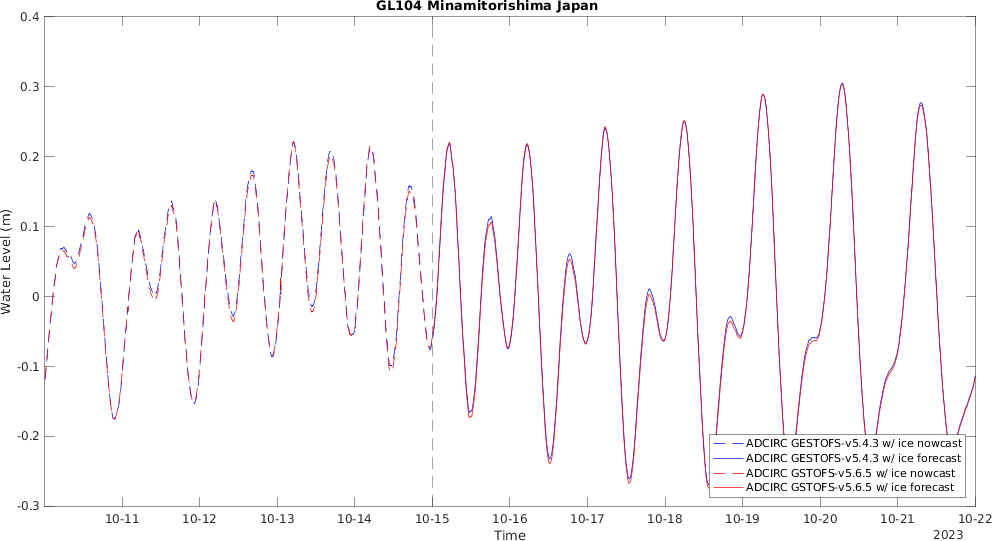 GL104 Minamitorishima Japan
0.4
0.3
0.2
0.1
0
-0.1
-0.2
-0.3
Water Level (m)
ADCIRC GESTOFS-v5.4.3 w/ ice nowcast
ADCIRC GESTOFS-v5.4.3 w/ ice forecast
ADCIRC GSTOFS-v5.6.5 w/ ice nowcast
ADCIRC GSTOFS-v5.6.5 w/ ice forecast
10-11 10-12 10-13 10-14 10-15 10-16 10-17 10-18 10-19 10-20 10-21 10-22
Time
2023